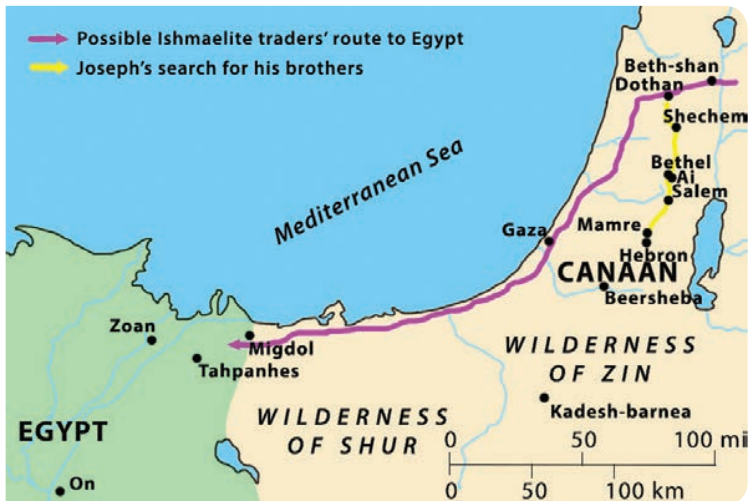 Possible Ishmaelite traders' route to Egypt
Joseph's search for his brothers
Beth-shan
Dothan
Shechem
Mediterranean Sea
Bethel
Ai
Salem
Mamre
Gaza
Hebron
CANAAN
Beersheba
Zoan
Migdol
Tahpanhes
WILDERNESS
OF ZIN
Kadesh-barnea
WILDERNESS
OF SHUR
EGYPT
On
0 50 100 mi
0 50 100 km